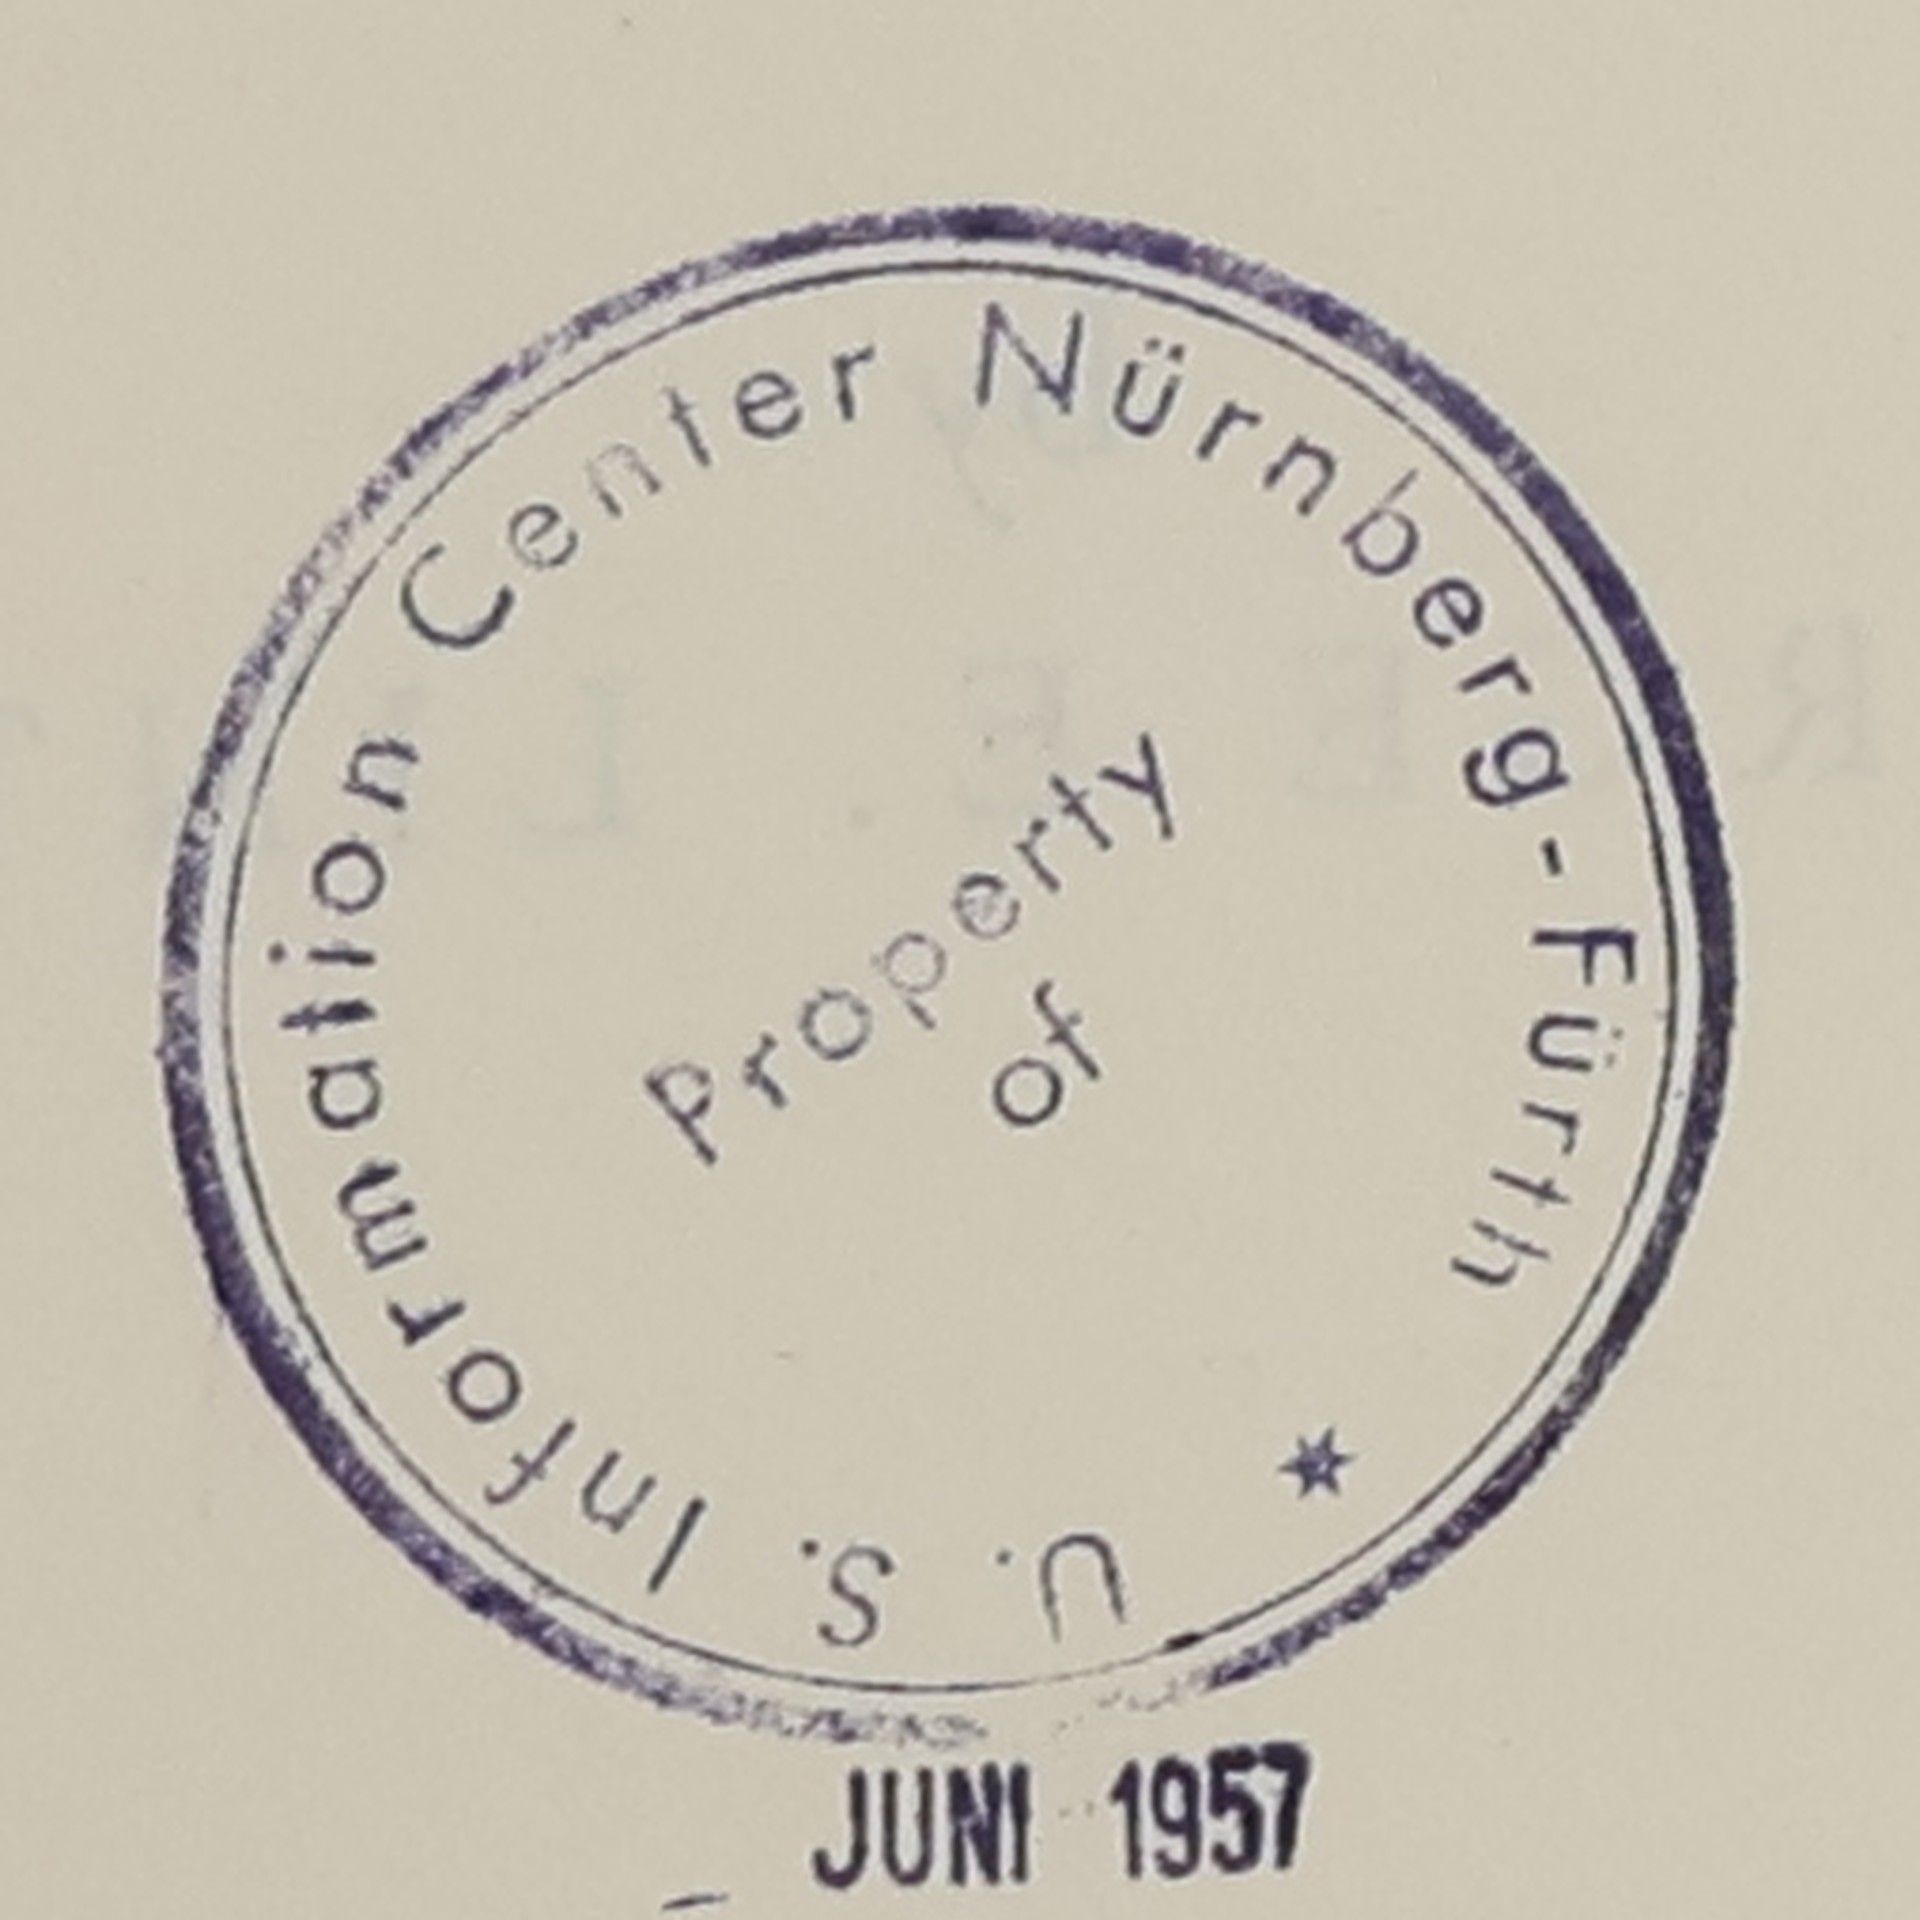 Property
of
U. S. Information Center Nürnberg-Fürth
JUNI 1957